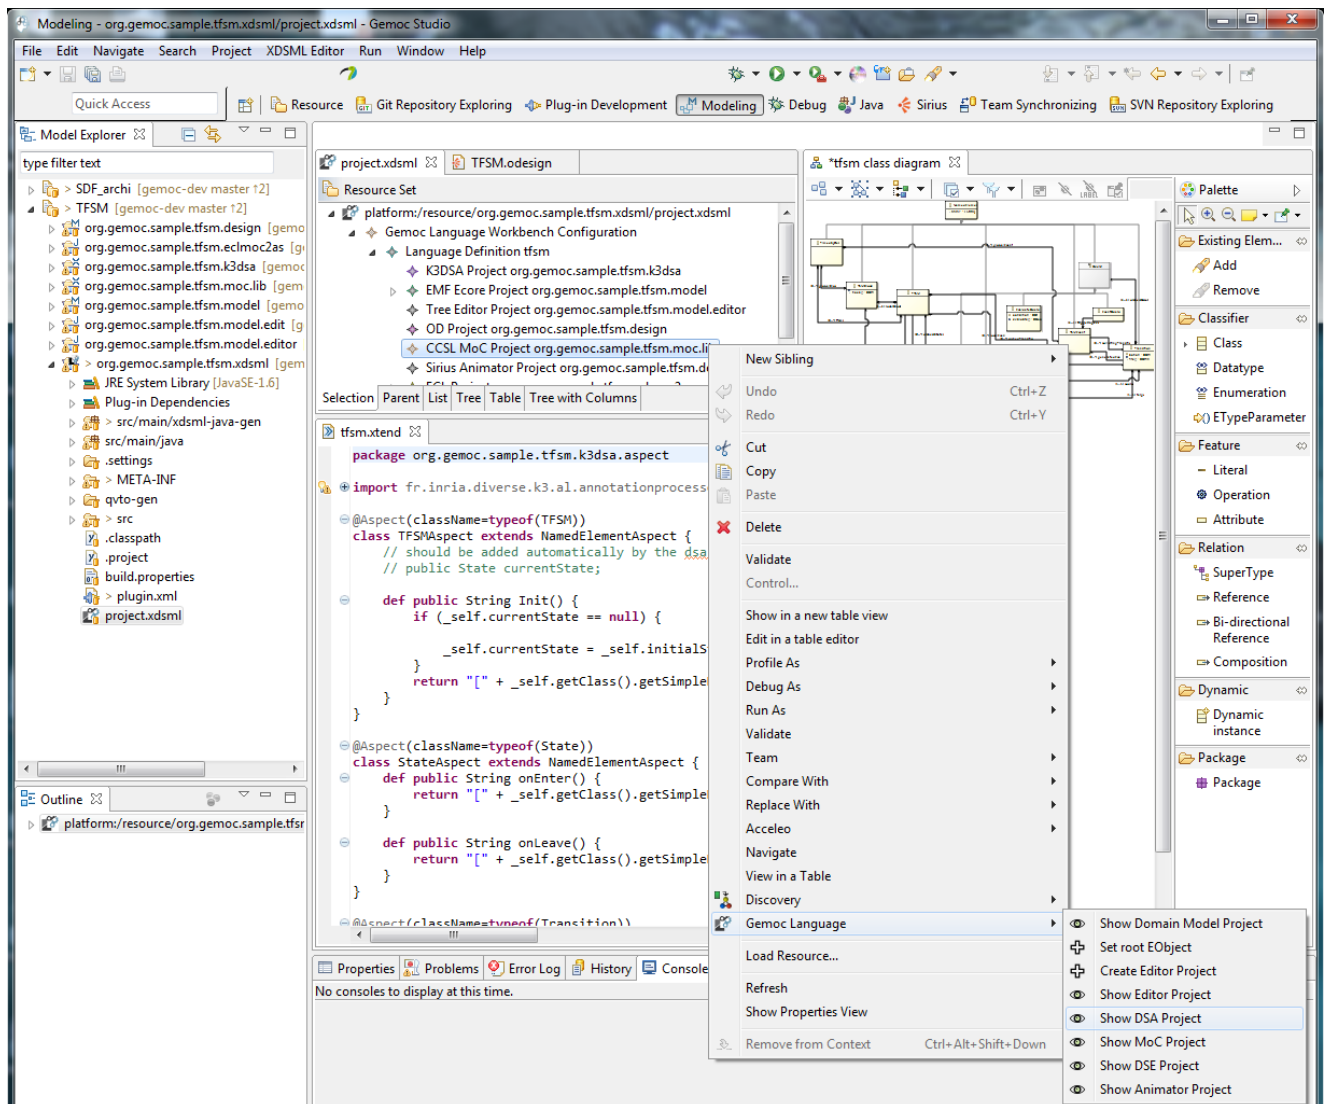 Modeling - org.gemoc.sample.tfsm.xdsml/project.xdsml - Gemoc Studio
File Edit Navigate Search Project XDSML Editor Run Window Help
Quick Access
Resource Git Repository Exploring Plug-in Development Modeling Debug Java Sirius Team Synchronizing SVN Repository Exploring
Model Explorer
type filter text
> SDF_archi [gemoc-dev master ↑2]
> TFSM [gemoc-dev master ↑2]
org.gemoc.sample.tfsm.design [gemo
org.gemoc.sample.tfsm.eclmoc2as [g
org.gemoc.sample.tfsm.k3dsa [gemoc
org.gemoc.sample.tfsm.moc.lib [gem
org.gemoc.sample.tfsm.model [gemo
org.gemoc.sample.tfsm.model.edit [g
org.gemoc.sample.tfsm.model.editor
> org.gemoc.sample.tfsm.xdsml [gem
JRE System Library [JavaSE-1.6]
Plug-in Dependencies
> src/main/xdsml-java-gen
src/main/java
.settings
> META-INF
qvto-gen
> src
.classpath
.project
build.properties
> plugin.xml
project.xdsml
Outline
platform:/resource/org.gemoc.sample.tfsr
project.xdsml TFSM.odesign
Resource Set
platform:/resource/org.gemoc.sample.tfsm.xdsml/project.xdsml
Gemoc Language Workbench Configuration
Language Definition tfsm
K3DSA Project org.gemoc.sample.tfsm.k3dsa
EMF Ecore Project org.gemoc.sample.tfsm.model
Tree Editor Project org.gemoc.sample.tfsm.model.editor
OD Project org.gemoc.sample.tfsm.design
CCSL MoC Project org.gemoc.sample.tfsm.moc.li
Sirius Animator Project org.gemoc.sample.tfsm.d
Selection Parent List Tree Table Tree with Columns
tfsm.xtend
package org.gemoc.sample.tfsm.k3dsa.aspect
import fr.inria.diverse.k3.al.annotationprocess
@Aspect(className=typeof(TFSM))
class TFSMAspect extends NamedElementAspect {
// should be added automatically by the dsa
// public State currentState;
def public String Init() {
if (_self.currentState == null) {
_self.currentState = _self.initialS
}
return "[" + _self.getClass().getSimple
}
}
@Aspect(className=typeof(State))
class StateAspect extends NamedElementAspect {
def public String onEnter() {
return "[" + _self.getClass().getSimple
}
def public String onLeave() {
return "[" + _self.getClass().getSimple
}
}
@Aspect(className=typeof(Transition))
Properties Problems Error Log History Console
No consoles to display at this time.
*tfsm class diagram
Palette
Existing Elem...
Add
Remove
Classifier
Class
Datatype
Enumeration
ETypeParameter
Feature
Literal
Operation
Attribute
Relation
SuperType
Reference
Bi-directional
Reference
Composition
Dynamic
Dynamic
instance
Package
Package
New Sibling
Undo Ctrl+Z
Redo Ctrl+Y
Cut
Copy
Paste
Delete
Validate
Control...
Show in a new table view
Edit in a table editor
Profile As
Debug As
Run As
Validate
Team
Compare With
Replace With
Acceleo
Navigate
View in a Table
Discovery
Gemoc Language
Load Resource...
Refresh
Show Properties View
Remove from Context Ctrl+Alt+Shift+Down
Show Domain Model Project
Set root EObject
Create Editor Project
Show Editor Project
Show DSA Project
Show MoC Project
Show DSE Project
Show Animator Project